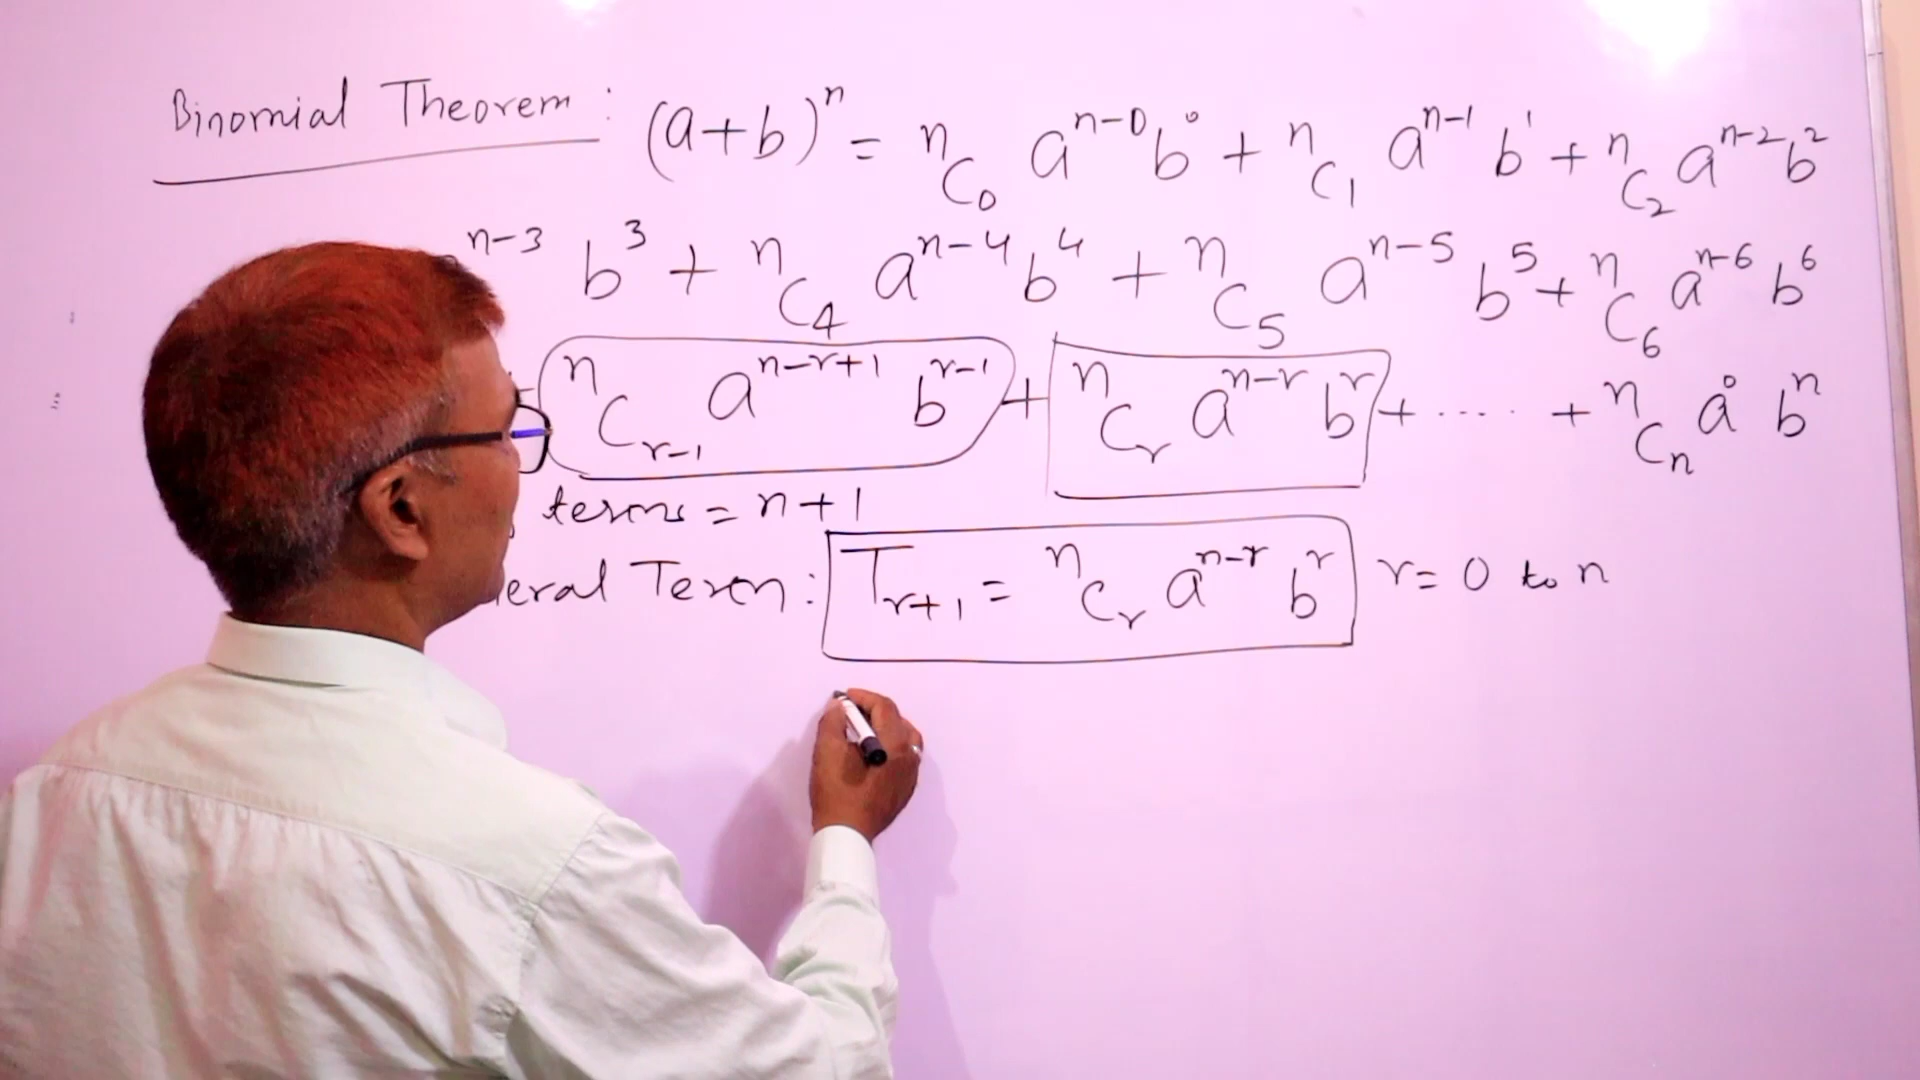 Binomial Theorem : (a+b)ⁿ = ⁿC₀ aⁿ⁻⁰ b⁰ + ⁿC₁ aⁿ⁻¹ b¹ + ⁿC₂ aⁿ⁻² b²
ⁿ⁻³ b³ + ⁿC₄ aⁿ⁻⁴ b⁴ + ⁿC₅ aⁿ⁻⁵ b⁵ + ⁿC₆ aⁿ⁻⁶ b⁶
ⁿCᵣ₋₁ aⁿ⁻ʳ⁺¹ bʳ⁻¹ + ⁿCᵣ aⁿ⁻ʳ bʳ + ..... + ⁿCₙ a⁰ bⁿ
terms = n+1
eral Term : Tᵣ₊₁ = ⁿCᵣ aⁿ⁻ʳ bʳ r = 0 to n